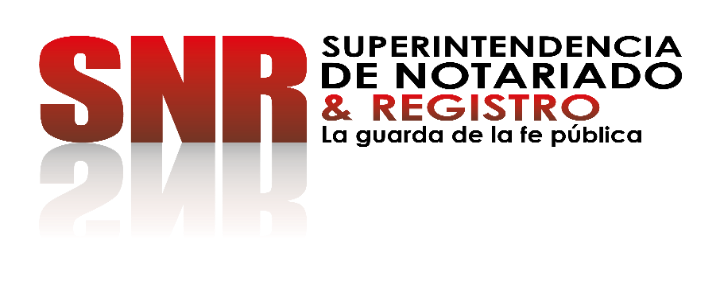 SNR
SUPERINTENDENCIA
DE NOTARIADO
& REGISTRO
La guarda de la fe pública